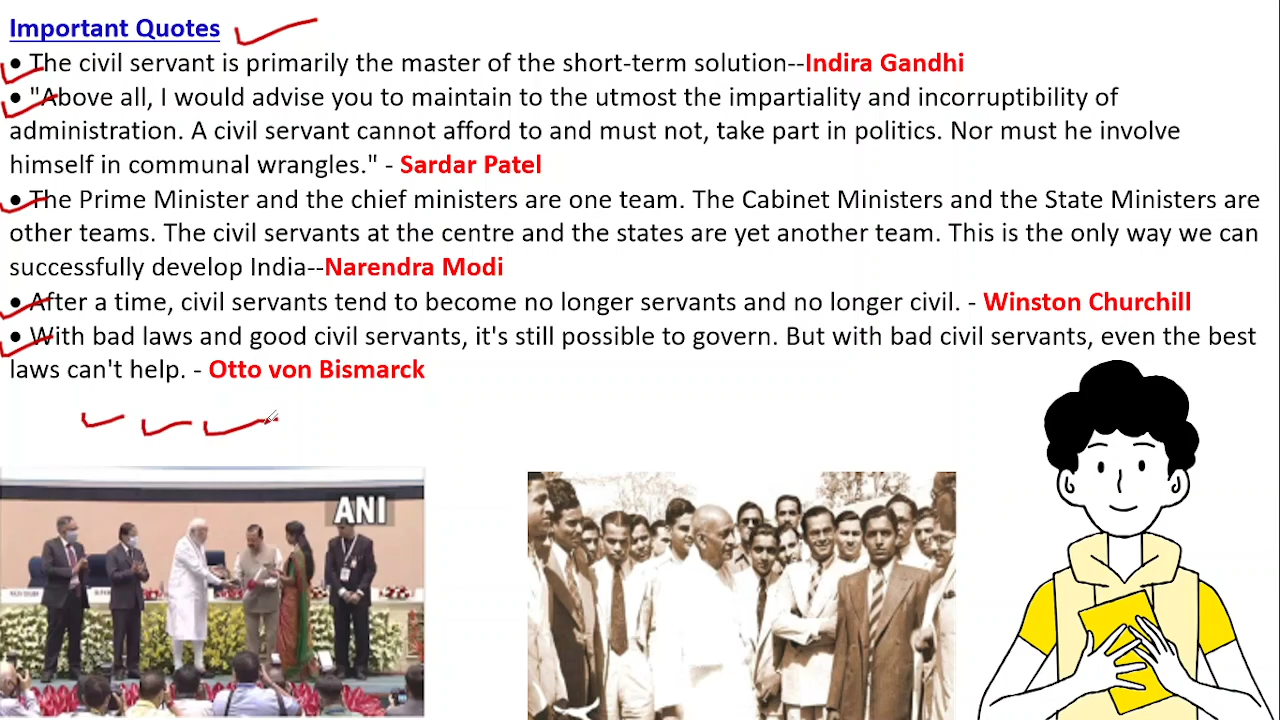 Important Quotes
• The civil servant is primarily the master of the short-term solution--Indira Gandhi
• "Above all, I would advise you to maintain to the utmost the impartiality and incorruptibility of
administration. A civil servant cannot afford to and must not, take part in politics. Nor must he involve
himself in communal wrangles." - Sardar Patel
• The Prime Minister and the chief ministers are one team. The Cabinet Ministers and the State Ministers are
other teams. The civil servants at the centre and the states are yet another team. This is the only way we can
successfully develop India--Narendra Modi
• After a time, civil servants tend to become no longer servants and no longer civil. - Winston Churchill
• With bad laws and good civil servants, it's still possible to govern. But with bad civil servants, even the best
laws can't help. - Otto von Bismarck
ANI